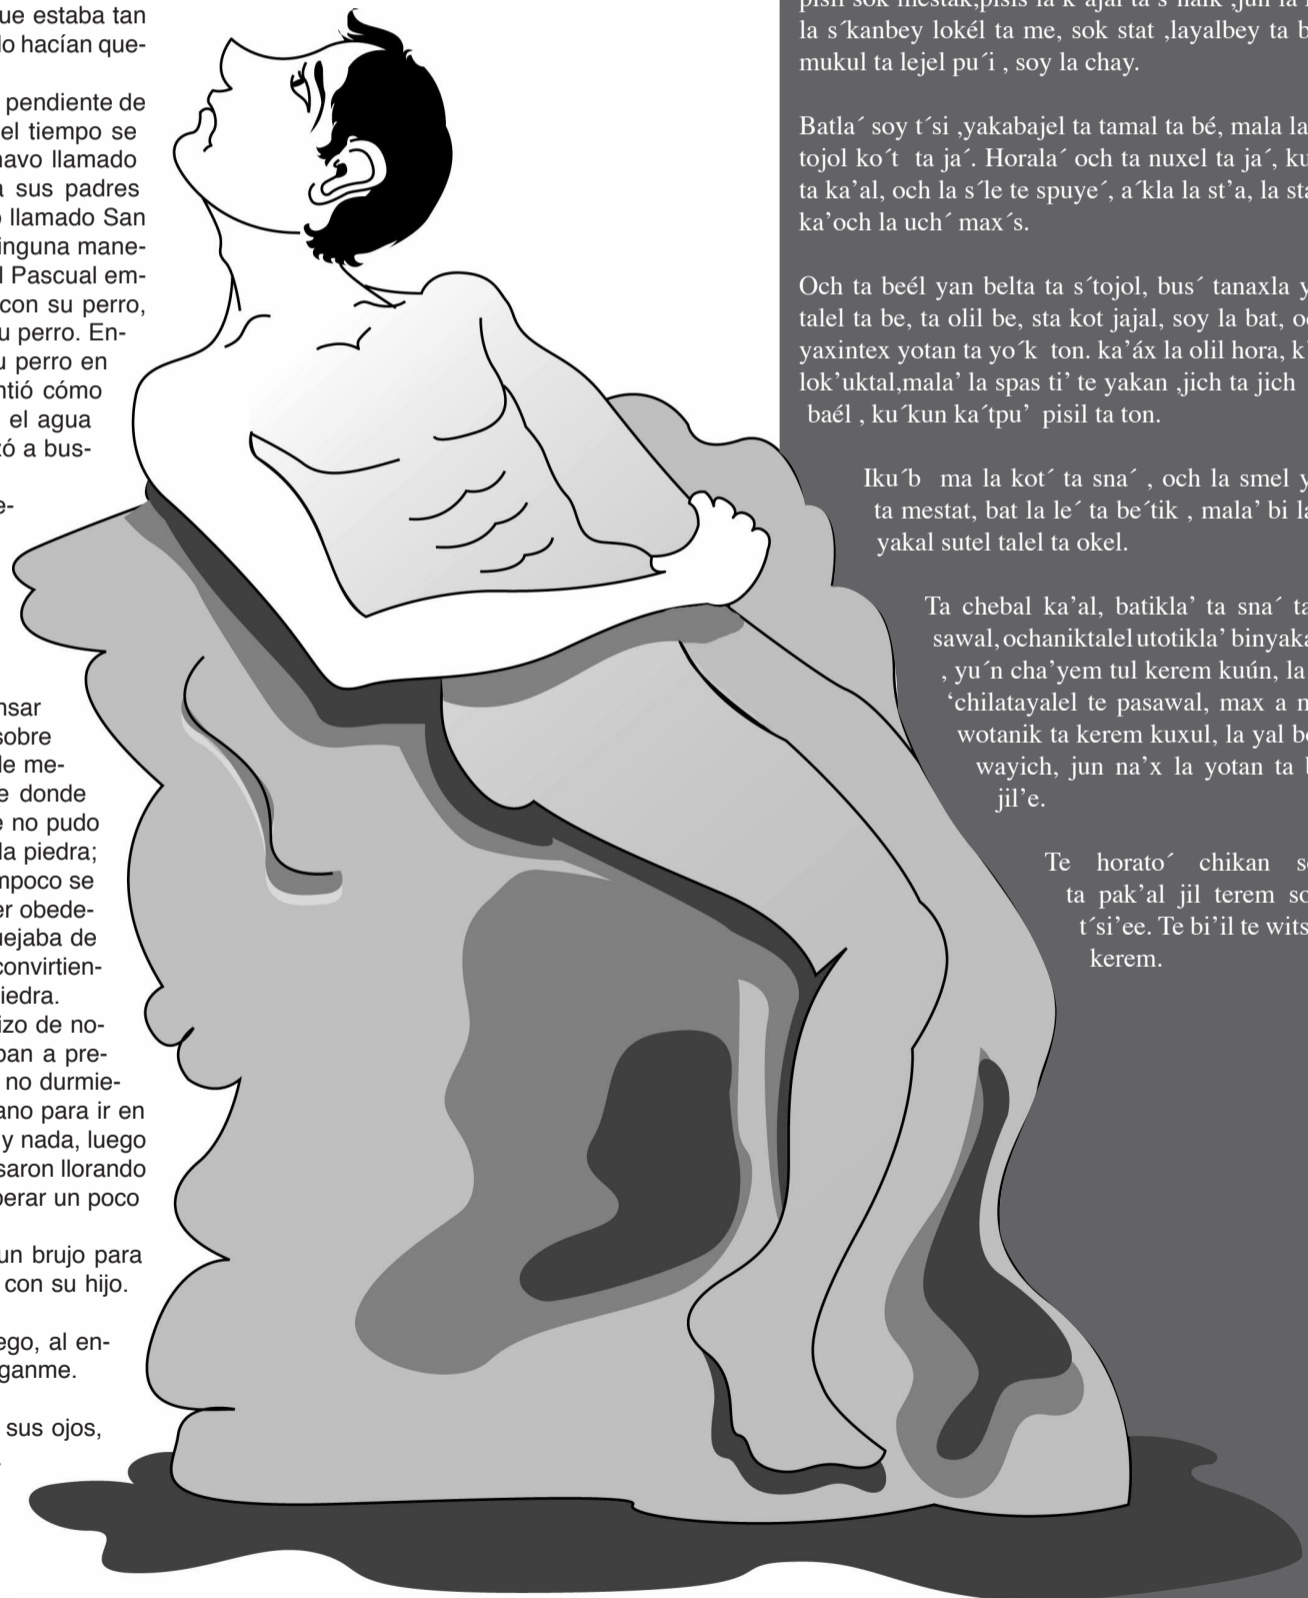 ue estaba tan
lo hacían que-
pendiente de
el tiempo se
navo llamado
a sus padres
o llamado San
inguna mane-
l Pascual em-
con su perro,
u perro. En-
u perro en
ntió cómo
el agua
zó a bus-
e-
nsar
sobre
de me-
e donde
e no pudo
la piedra;
mpoco se
er obede-
uejaba de
convirtien-
iedra.
izo de no-
ban a pre-
no durmie-
ano para ir en
y nada, luego
saron llorando
perar un poco
un brujo para
con su hijo.
ego, al en-
ganme.
sus ojos,
la s´kanbey lokél ta me, sok stat ,layalbey ta b
mukul ta lejel pu´i , soy la chay.
Batla´ soy t´si ,yakabajel ta tamal ta bé, mala la
tojol ko´t ta ja´. Horala´ och ta nuxel ta ja´, ku
ta ka'al, och la s´le te spuye´, a´kla la st'a, la sta
ka'och la uch´ max´s.
Och ta beél yan belta ta s´tojol, bus´ tanaxla y
talel ta be, ta olil be, sta kot jajal, soy la bat, o
yaxintex yotan ta yo´k ton. ka'áx la olil hora, k'
lok'uktal,mala' la spas ti' te yakan ,jich ta jich
baél , ku´kun ka´tpu' pisil ta ton.
Iku´b ma la kot´ ta sna´ , och la smel y
ta mestat, bat la le´ ta be´tik , mala' bi la
yakal sutel talel ta okel.
Ta chebal ka'al, batikla' ta sna´ ta
sawal, ochaniktalel utotikla' binyaka
, yu´n cha'yem tul kerem kuún, la
‘chilatayalel te pasawal, max a n
wotanik ta kerem kuxul, la yal be
wayich, jun na'x la yotan ta b
jil'e.
Te horato´ chikan s
ta pak'al jil terem so
t´si'ee. Te bi'il te wits
kerem.